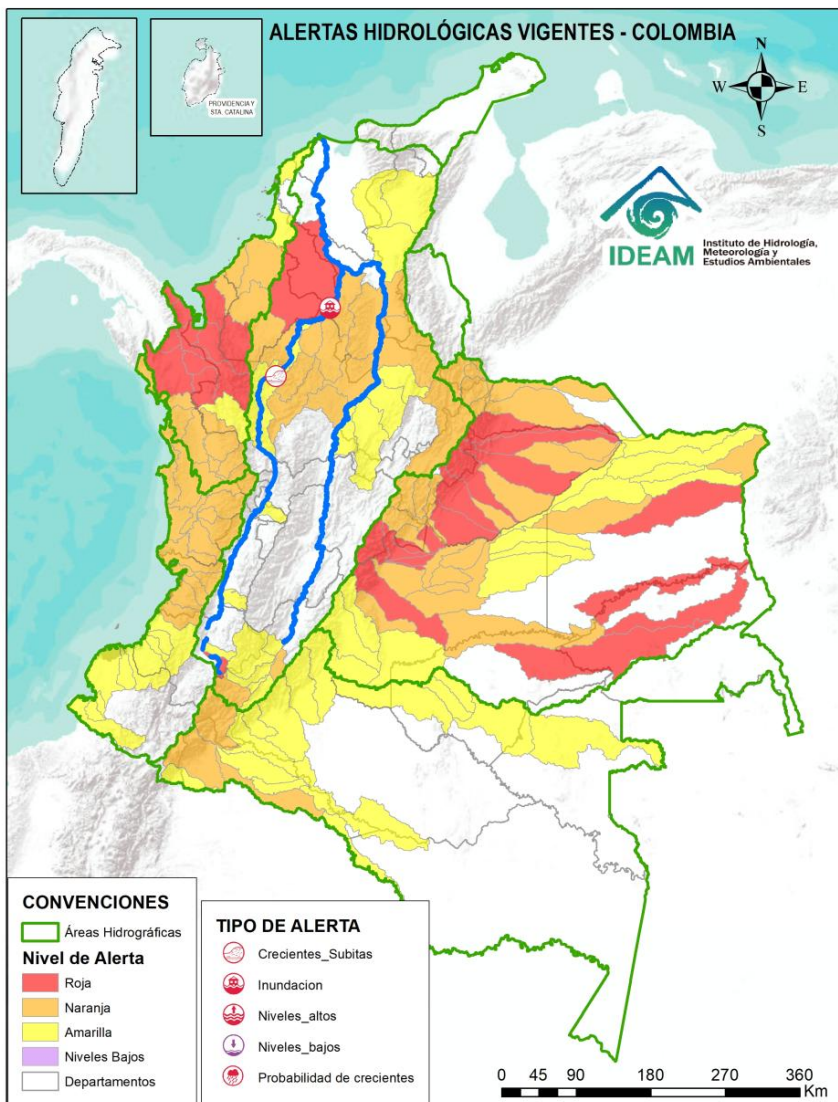 ALERTAS HIDROLÓGICAS VIGENTES - COLOMBIA
PROVIDENCIA Y
STA. CATALINA
N
W
E
S
IDEAM
Instituto de Hidrología,
Meteorología y
Estudios Ambientales
CONVENCIONES
Áreas Hidrográficas
Nivel de Alerta
Roja
Naranja
Amarilla
Niveles Bajos
Departamentos
TIPO DE ALERTA
Crecientes_Subitas
Inundacion
Niveles_altos
Niveles_bajos
Probabilidad de crecientes
0 45 90 180 270 360
Km